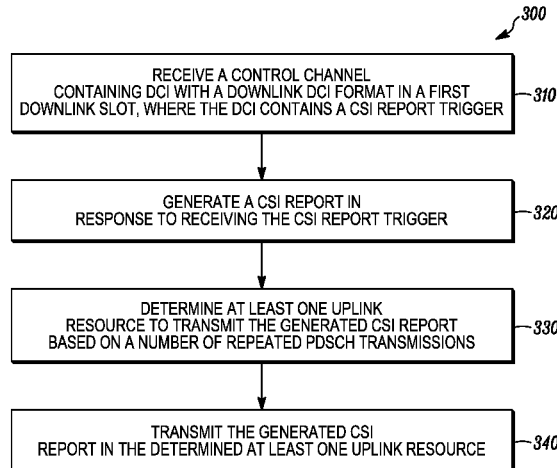 300
RECEIVE A CONTROL CHANNEL
CONTAINING DCI WITH A DOWNLINK DCI FORMAT IN A FIRST
DOWNLINK SLOT, WHERE THE DCI CONTAINS A CSI REPORT TRIGGER
310
GENERATE A CSI REPORT IN
RESPONSE TO RECEIVING THE CSI REPORT TRIGGER
320
DETERMINE AT LEAST ONE UPLINK
RESOURCE TO TRANSMIT THE GENERATED CSI REPORT
BASED ON A NUMBER OF REPEATED PDSCH TRANSMISSIONS
330
TRANSMIT THE GENERATED CSI
REPORT IN THE DETERMINED AT LEAST ONE UPLINK RESOURCE
340